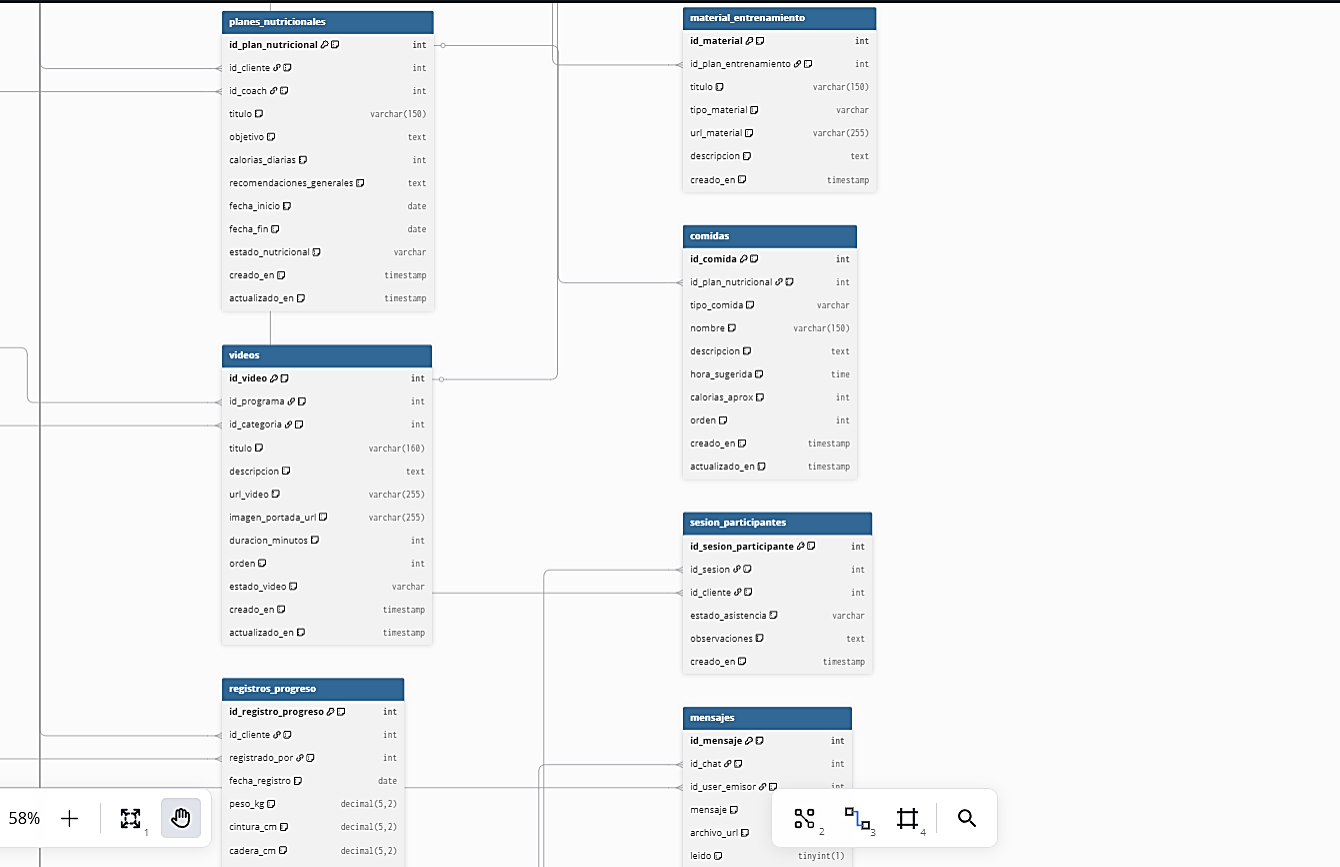 planes_nutricionales
id_plan_nutricional int
id_cliente int
id_coach int
titulo varchar(150)
objetivo text
calorias_diarias int
recomendaciones_generales text
fecha_inicio date
fecha_fin date
estado_nutricional varchar
creado_en timestamp
actualizado_en timestamp
videos
id_video int
id_programa int
id_categoria int
titulo varchar(160)
descripcion text
url_video varchar(255)
imagen_portada_url varchar(255)
duracion_minutos int
orden int
estado_video varchar
creado_en timestamp
actualizado_en timestamp
registros_progreso
id_registro_progreso int
id_cliente int
registrado_por int
fecha_registro date
peso_kg decimal(5,2)
cintura_cm decimal(5,2)
cadera_cm decimal(5,2)
material_entrenamiento
id_material int
id_plan_entrenamiento int
titulo varchar(150)
tipo_material varchar
url_material varchar(255)
descripcion text
creado_en timestamp
comidas
id_comida int
id_plan_nutricional int
tipo_comida varchar
nombre varchar(150)
descripcion text
hora_sugerida time
calorias_aprox int
orden int
creado_en timestamp
actualizado_en timestamp
sesion_participantes
id_sesion_participante int
id_sesion int
id_cliente int
estado_asistencia varchar
observaciones text
creado_en timestamp
mensajes
id_mensaje int
id_chat int
id_user_emisor int
mensaje
archivo_url
leido tinyint(1)
58% 1
2 3 4